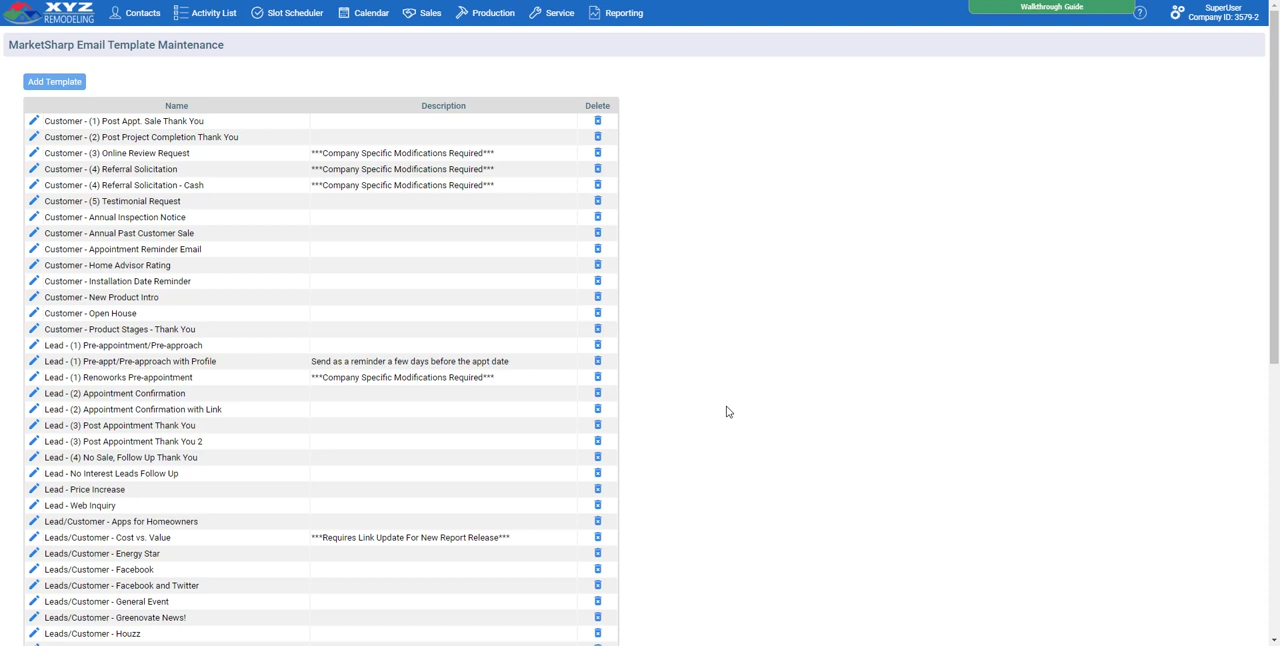 XYZ
REMODELING
Contacts
Activity List
Slot Scheduler
Calendar
Sales
Production
Service
Reporting
Walkthrough Guide
?
SuperUser
Company ID: 3579-2
MarketSharp Email Template Maintenance
Add Template
Name Description Delete
Customer - (1) Post Appt. Sale Thank You
Customer - (2) Post Project Completion Thank You
Customer - (3) Online Review Request ***Company Specific Modifications Required***
Customer - (4) Referral Solicitation ***Company Specific Modifications Required***
Customer - (4) Referral Solicitation - Cash ***Company Specific Modifications Required***
Customer - (5) Testimonial Request
Customer - Annual Inspection Notice
Customer - Annual Past Customer Sale
Customer - Appointment Reminder Email
Customer - Home Advisor Rating
Customer - Installation Date Reminder
Customer - New Product Intro
Customer - Open House
Customer - Product Stages - Thank You
Lead - (1) Pre-appointment/Pre-approach
Lead - (1) Pre-appt/Pre-approach with Profile Send as a reminder a few days before the appt date
Lead - (1) Renoworks Pre-appointment ***Company Specific Modifications Required***
Lead - (2) Appointment Confirmation
Lead - (2) Appointment Confirmation with Link
Lead - (3) Post Appointment Thank You
Lead - (3) Post Appointment Thank You 2
Lead - (4) No Sale, Follow Up Thank You
Lead - No Interest Leads Follow Up
Lead - Price Increase
Lead - Web Inquiry
Lead/Customer - Apps for Homeowners
Leads/Customer - Cost vs. Value ***Requires Link Update For New Report Release***
Leads/Customer - Energy Star
Leads/Customer - Facebook
Leads/Customer - Facebook and Twitter
Leads/Customer - General Event
Leads/Customer - Greenovate News!
Leads/Customer - Houzz